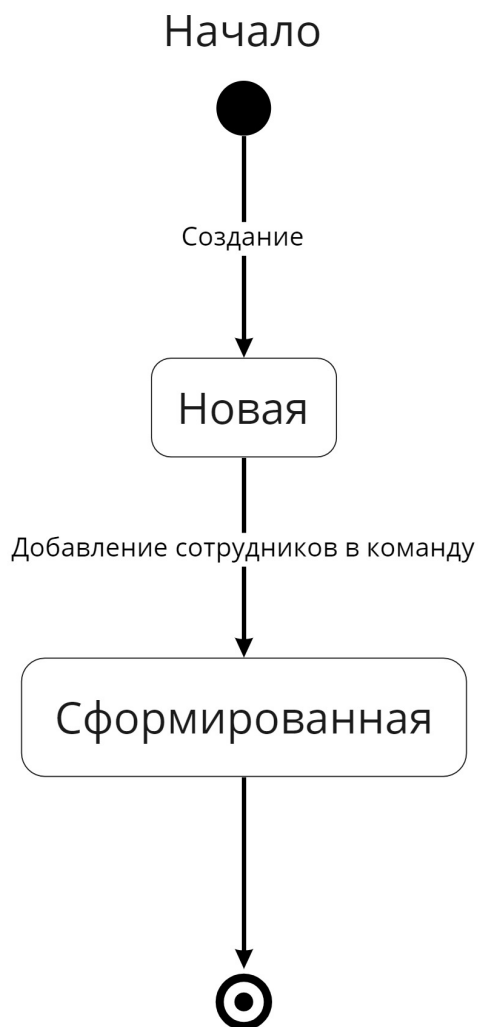 Начало
Создание
Новая
Добавление сотрудников в команду
Сформированная